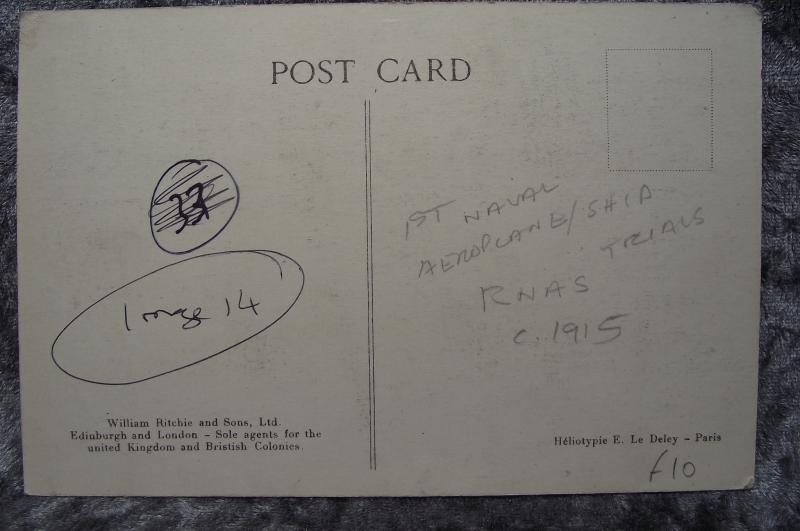 POST CARD
33
Image 14
William Ritchie and Sons, Ltd.
Edinburgh and London - Sole agents for the
united Kingdom and Bristish Colonies.
1ST NAVAL
AEROPLANE/SHIP
TRIALS
RNAS
C. 1915
Héliotypie E. Le Deley - Paris
£10